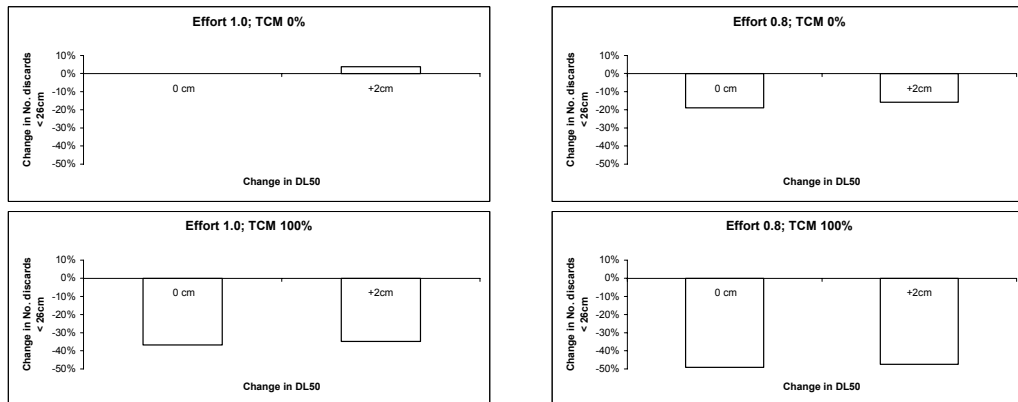 Effort 1.0; TCM 0%
Change in No. discards
< 26cm
10%
0%
-10%
-20%
-30%
-40%
-50%
0 cm
+2cm
Change in DL50
Effort 0.8; TCM 0%
Change in No. discards
< 26cm
10%
0%
-10%
-20%
-30%
-40%
-50%
0 cm
+2cm
Change in DL50
Effort 1.0; TCM 100%
Change in No. discards
< 26cm
10%
0%
-10%
-20%
-30%
-40%
-50%
0 cm
+2cm
Change in DL50
Effort 0.8; TCM 100%
Change in No. discards
< 26cm
10%
0%
-10%
-20%
-30%
-40%
-50%
0 cm
+2cm
Change in DL50